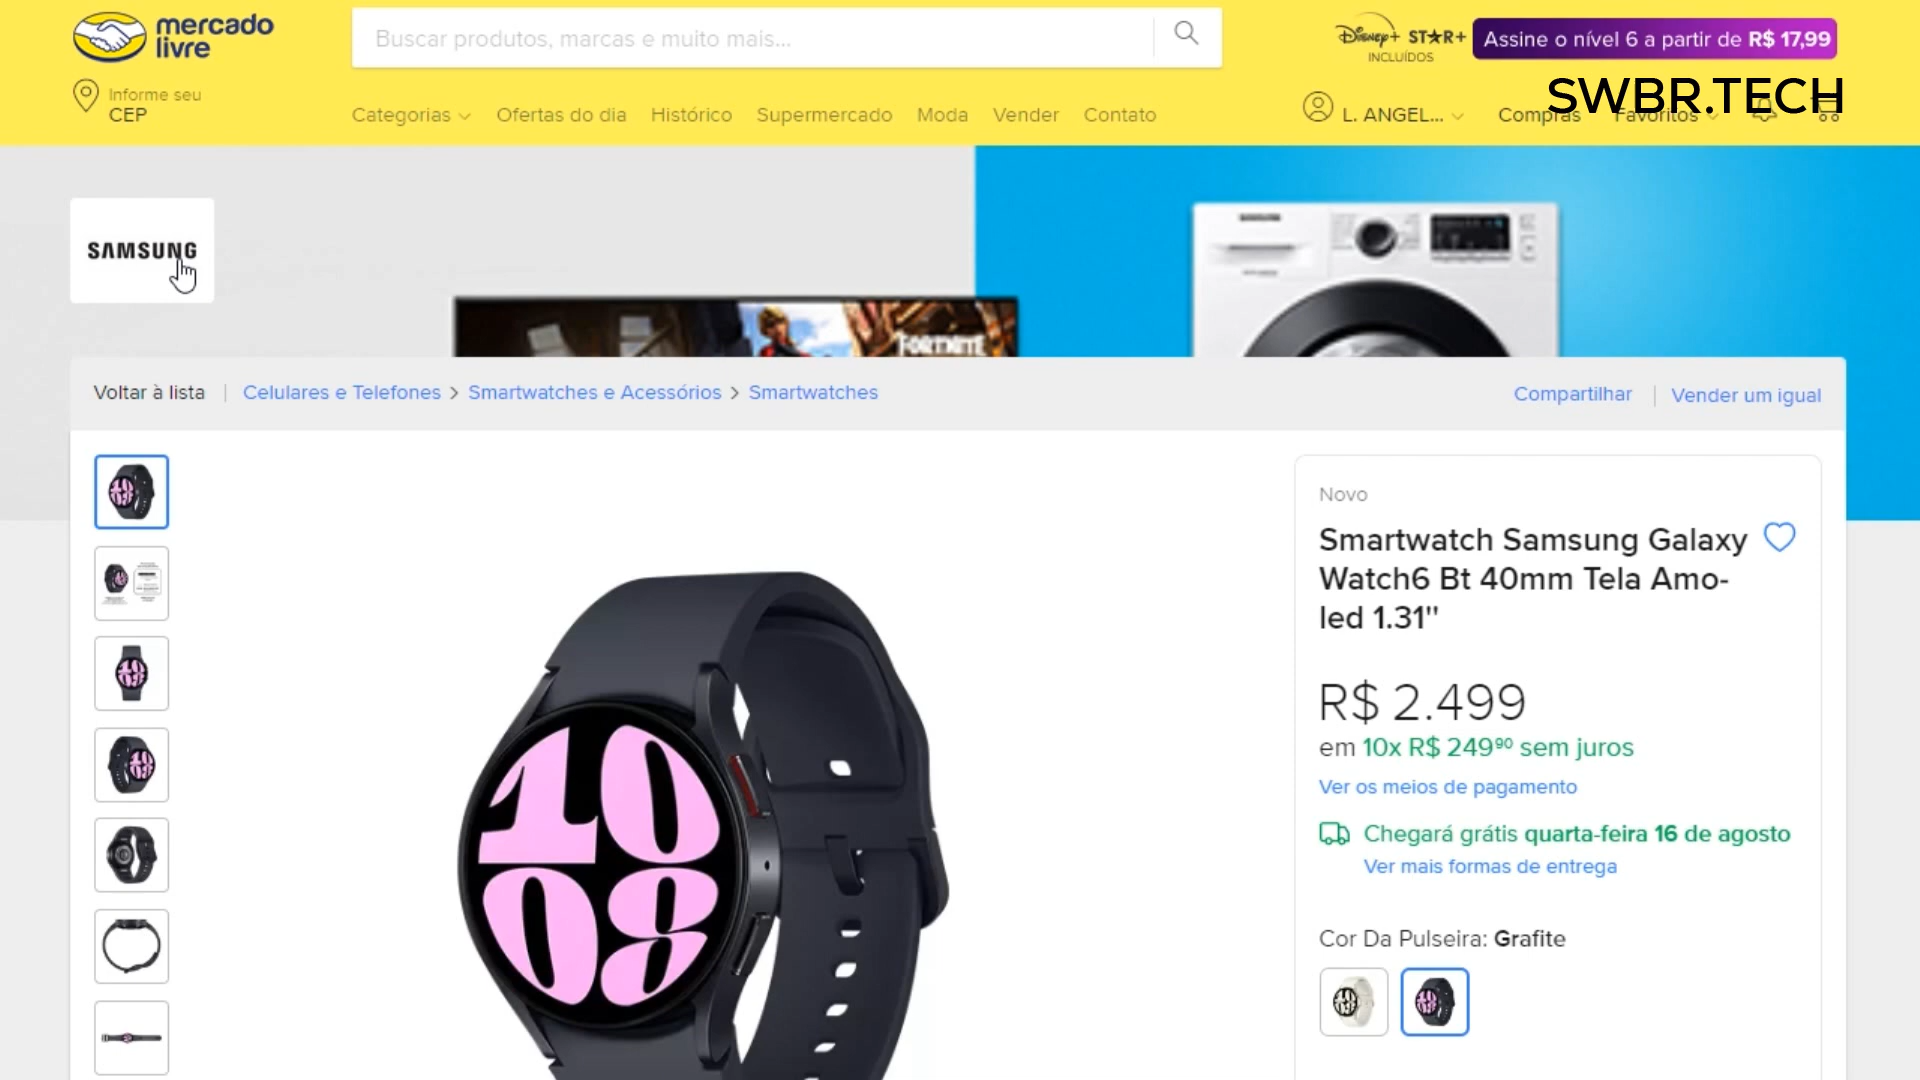 mercado
livre
Buscar produtos, marcas e muito mais...
Disney+ STAR+
INCLUÍDOS
Assine o nível 6 a partir de R$ 17,99
SWBR.TECH
Informe seu
CEP
Categorias
Ofertas do dia
Histórico
Supermercado
Moda
Vender
Contato
L. ANGEL...
Compras
Favoritos
SAMSUNG
SAMSUNG
FORTNITE
Voltar à lista
Celulares e Telefones > Smartwatches e Acessórios > Smartwatches
Compartilhar
Vender um igual
Novo
Smartwatch Samsung Galaxy
Watch6 Bt 40mm Tela Amo-
led 1.31"
R$ 2.499
em 10x R$ 249⁹⁰ sem juros
Ver os meios de pagamento
Chegará grátis quarta-feira 16 de agosto
Ver mais formas de entrega
Cor Da Pulseira: Grafite
10
08